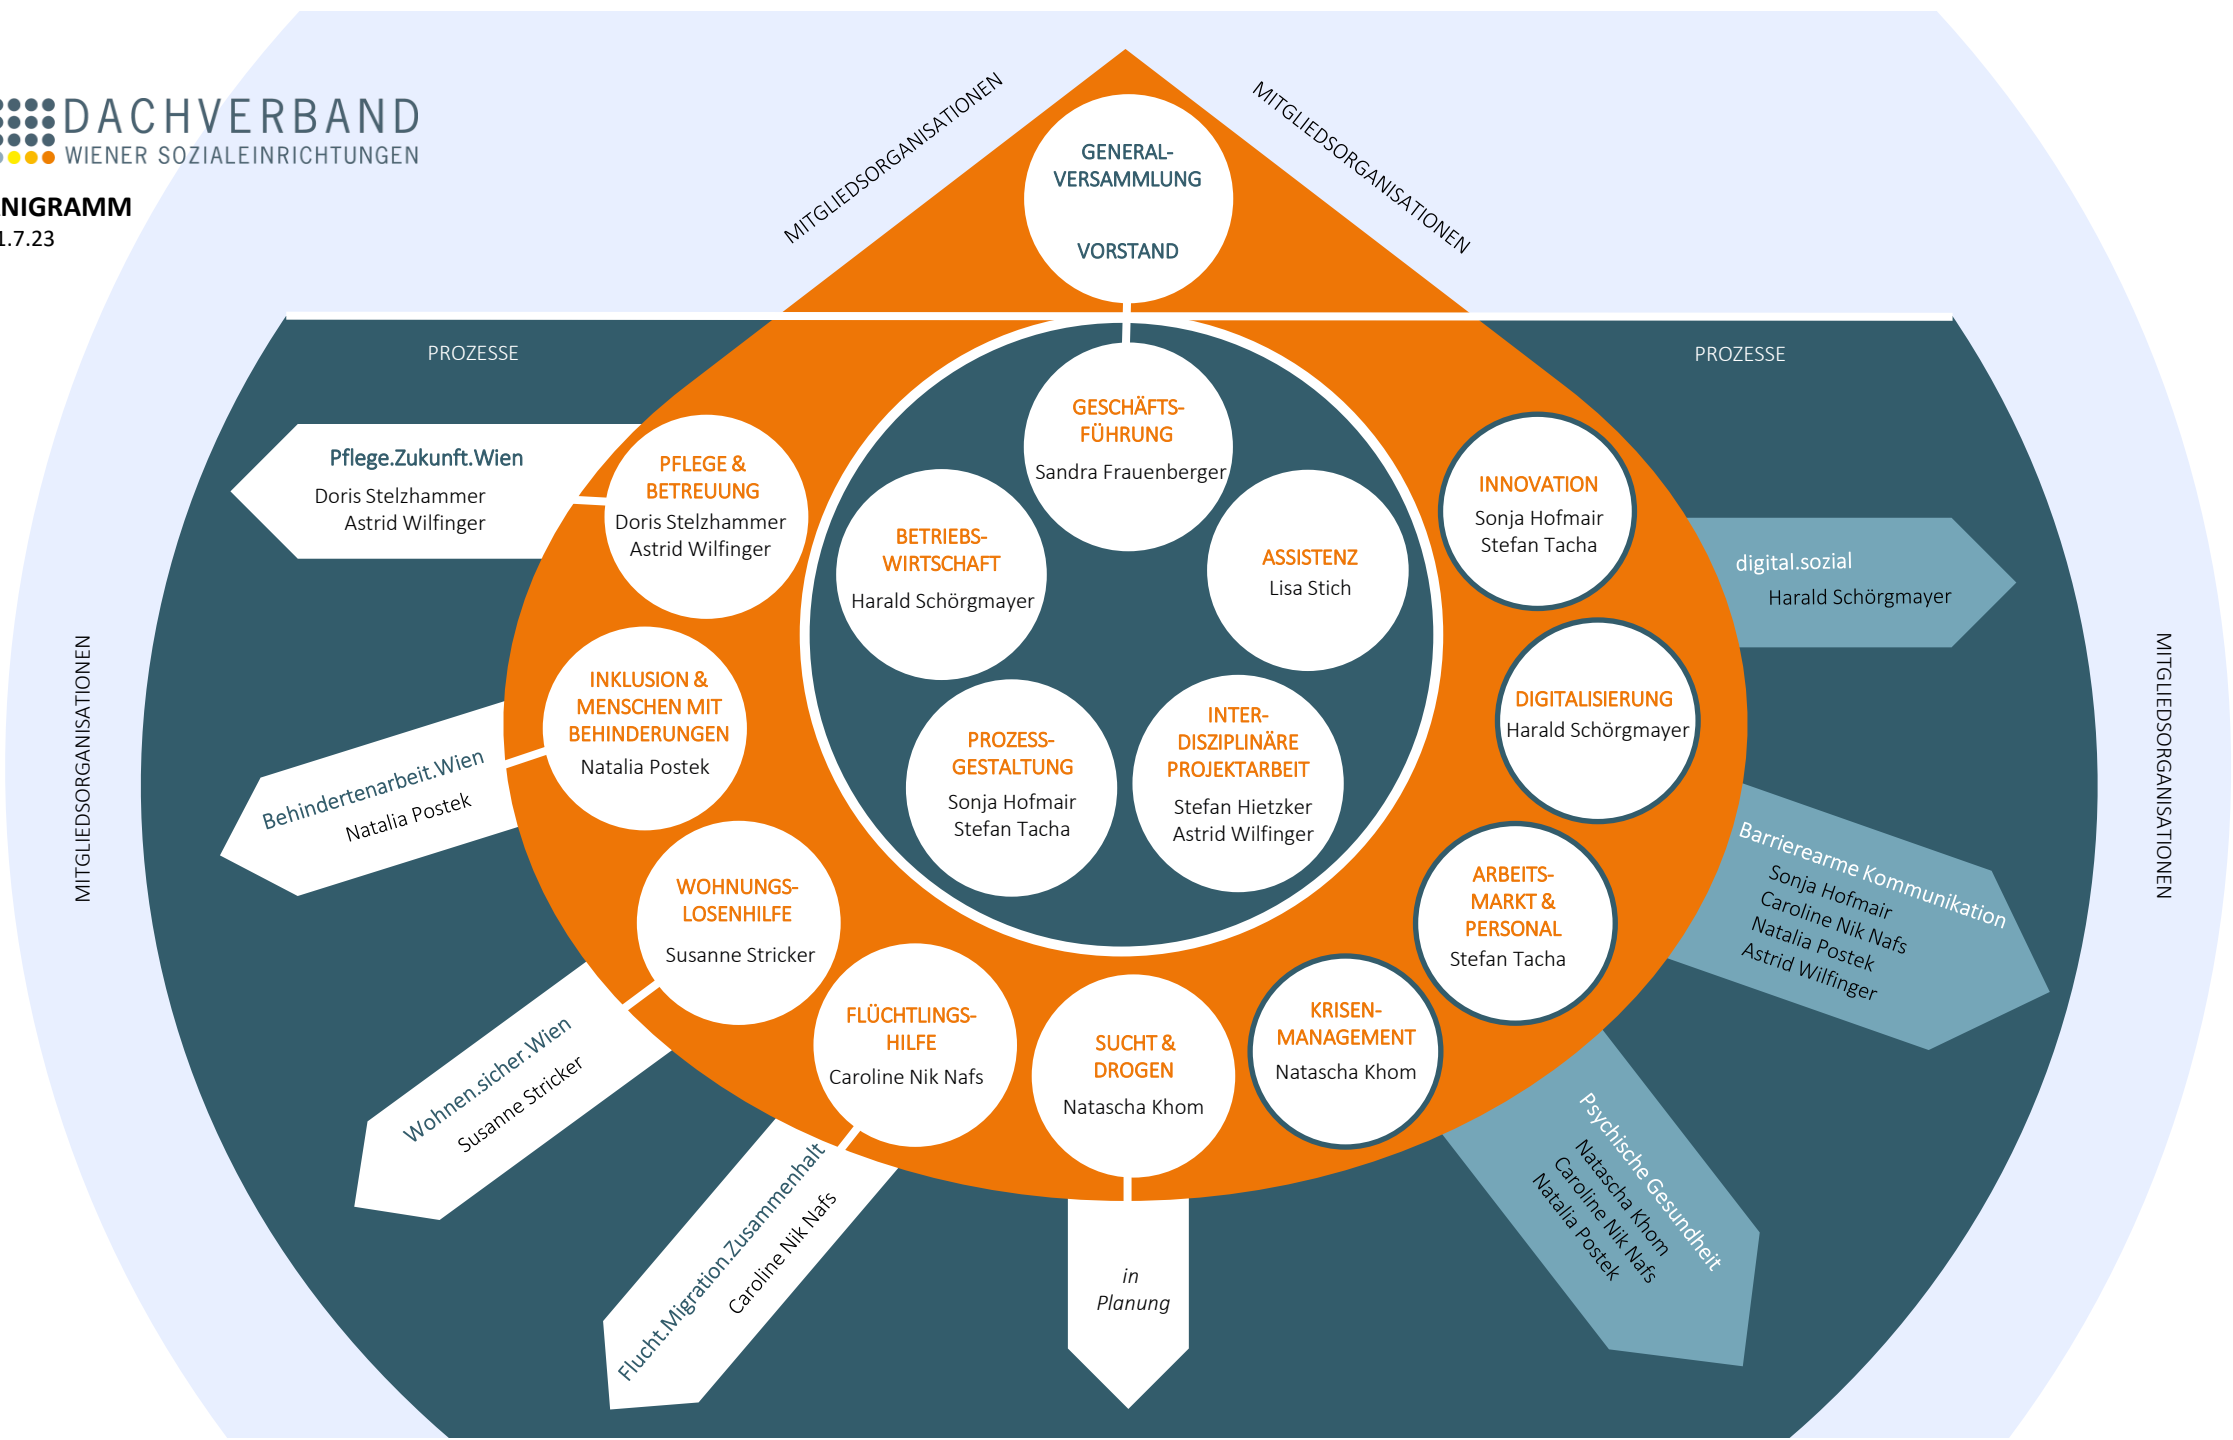 DACHVERBAND
WIENER SOZIALEINRICHTUNGEN
NIGRAMM
1.7.23
MITGLIEDSORGANISATIONEN
MITGLIEDSORGANISATIONEN
GENERAL-
VERSAMMLUNG
VORSTAND
PROZESSE
PROZESSE
GESCHÄFTS-
FÜHRUNG
Sandra Frauenberger
BETRIEBS-
WIRTSCHAFT
Harald Schörgmayer
ASSISTENZ
Lisa Stich
PROZESS-
GESTALTUNG
Sonja Hofmair
Stefan Tacha
INTER-
DISZIPLINÄRE
PROJEKTARBEIT
Stefan Hietzker
Astrid Wilfinger
Pflege.Zukunft.Wien
Doris Stelzhammer
Astrid Wilfinger
PFLEGE &
BETREUUNG
Doris Stelzhammer
Astrid Wilfinger
INKLUSION &
MENSCHEN MIT
BEHINDERUNGEN
Natalia Postek
Behindertenarbeit.Wien
Natalia Postek
WOHNUNGS-
LOSENHILFE
Susanne Stricker
Wohnen.sicher.Wien
Susanne Stricker
FLÜCHTLINGS-
HILFE
Caroline Nik Nafs
Flucht.Migration.Zusammenhalt
Caroline Nik Nafs
SUCHT &
DROGEN
Natascha Khom
in
Planung
KRISEN-
MANAGEMENT
Natascha Khom
ARBEITS-
MARKT &
PERSONAL
Stefan Tacha
DIGITALISIERUNG
Harald Schörgmayer
INNOVATION
Sonja Hofmair
Stefan Tacha
digital.sozial
Harald Schörgmayer
Barrierearme Kommunikation
Sonja Hofmair
Caroline Nik Nafs
Natalia Postek
Astrid Wilfinger
Psychische Gesundheit
Natascha Khom
Caroline Nik Nafs
Natalia Postek
MITGLIEDSORGANISATIONEN
MITGLIEDSORGANISATIONEN